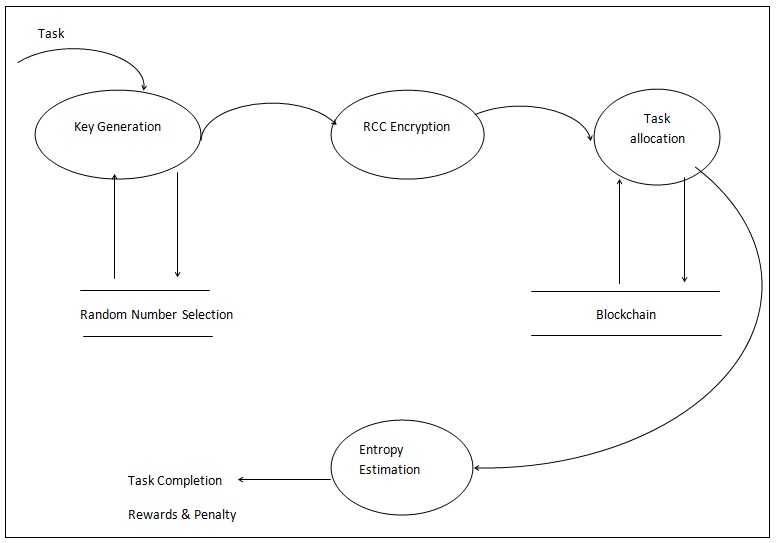 Task
Key Generation
RCC Encryption
Task
allocation
Random Number Selection
Blockchain
Entropy
Estimation
Task Completion
Rewards & Penalty